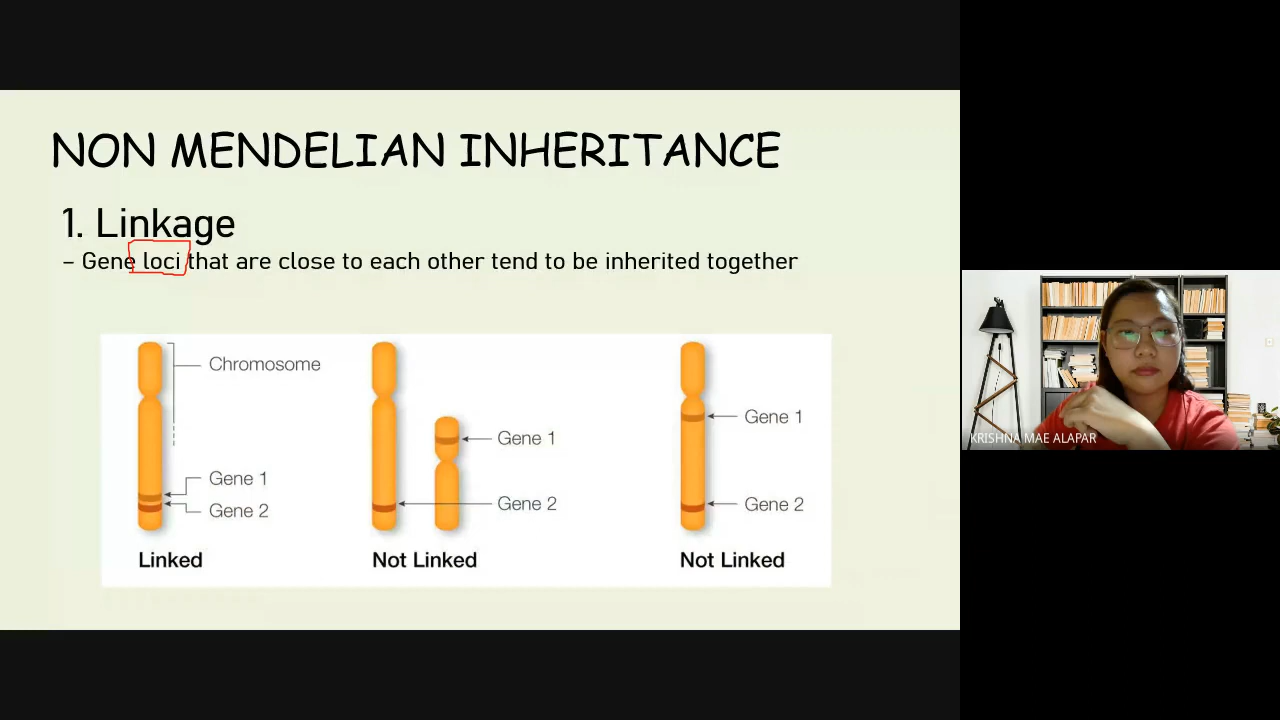 NON MENDELIAN INHERITANCE
1. Linkage
– Gene loci that are close to each other tend to be inherited together
Chromosome
Gene 1
Gene 2
Linked
Gene 1
Gene 2
Not Linked
Gene 1
Gene 2
Not Linked
KRISHNA MAE ALAPAR